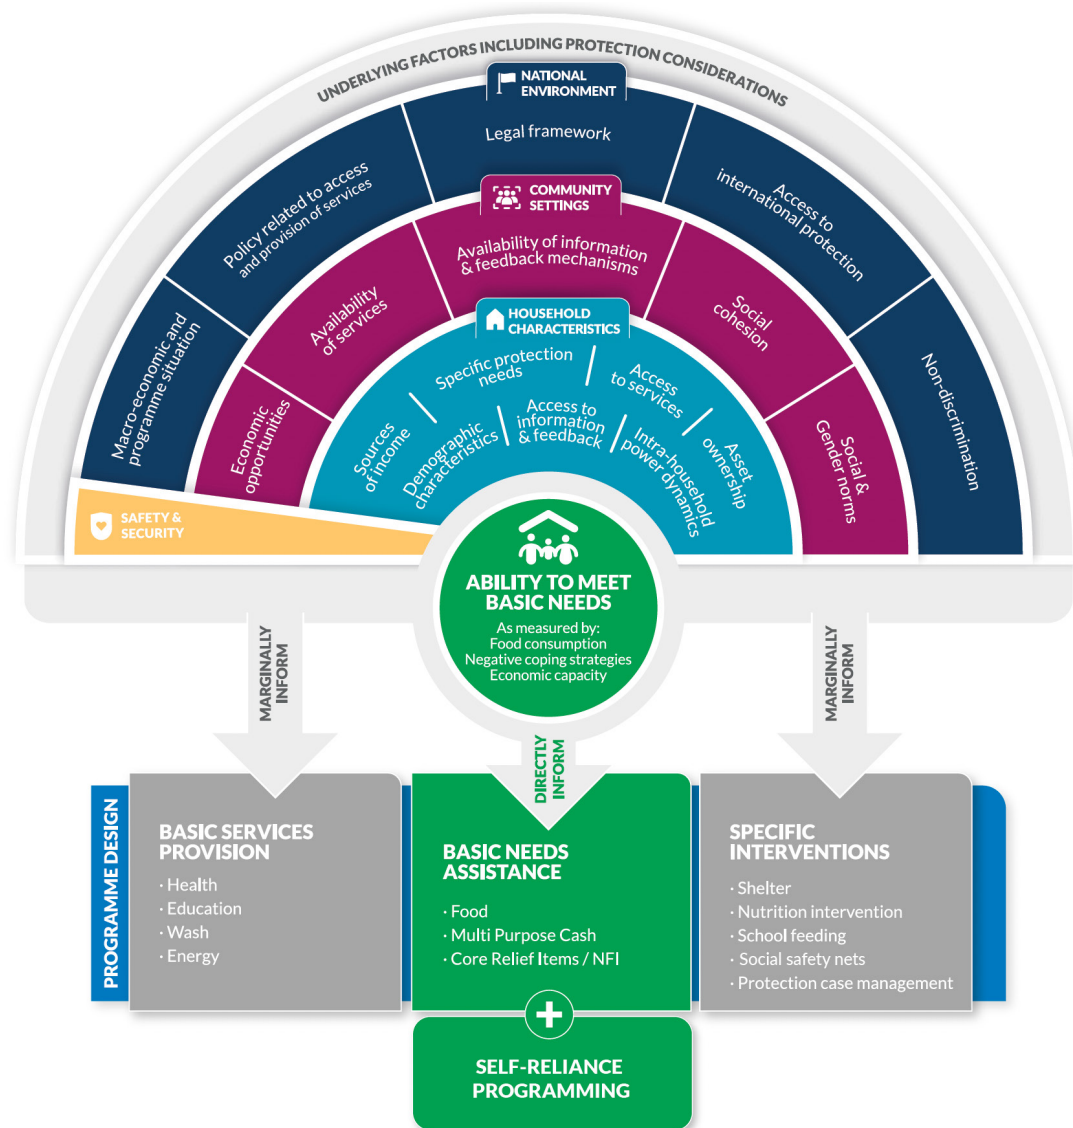 UNDERLYING FACTORS INCLUDING PROTECTION CONSIDERATIONS
NATIONAL
ENVIRONMENT
Macro-economic and
programme situation
Policy related to access
and provision of services
Legal framework
Access to
international protection
Non-discrimination
COMMUNITY
SETTINGS
Economic
opportunities
Availability
of services
Availability of information
& feedback mechanisms
Social
cohesion
Social &
Gender norms
HOUSEHOLD
CHARACTERISTICS
Sources
of income
Demographic
characteristics
Specific protection
needs
Access to
information
& feedback
Access
to services
Intra-household
power dynamics
Asset
ownership
SAFETY &
SECURITY
ABILITY TO MEET
BASIC NEEDS
As measured by:
Food consumption
Negative coping strategies
Economic capacity
MARGINALLY
INFORM
DIRECTLY
INFORM
MARGINALLY
INFORM
PROGRAMME DESIGN
BASIC SERVICES
PROVISION
· Health
· Education
· Wash
· Energy
BASIC NEEDS
ASSISTANCE
· Food
· Multi Purpose Cash
· Core Relief Items / NFI
SPECIFIC
INTERVENTIONS
· Shelter
· Nutrition intervention
· School feeding
· Social safety nets
· Protection case management
+
SELF-RELIANCE
PROGRAMMING